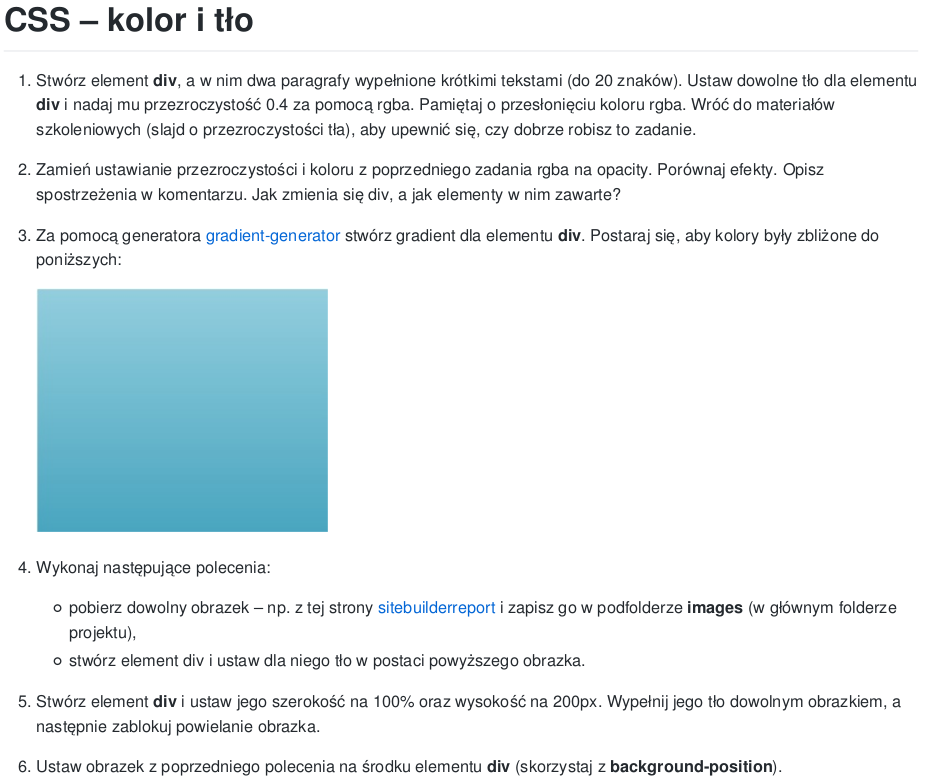 CSS – kolor i tło
1. Stwórz element div, a w nim dwa paragrafy wypełnione krótkimi tekstami (do 20 znaków). Ustaw dowolne tło dla elementu
div i nadaj mu przezroczystość 0.4 za pomocą rgba. Pamiętaj o przesłonięciu koloru rgba. Wróć do materiałów
szkoleniowych (slajd o przezroczystości tła), aby upewnić się, czy dobrze robisz to zadanie.
2. Zamień ustawianie przezroczystości i koloru z poprzedniego zadania rgba na opacity. Porównaj efekty. Opisz
spostrzeżenia w komentarzu. Jak zmienia się div, a jak elementy w nim zawarte?
3. Za pomocą generatora gradient-generator stwórz gradient dla elementu div. Postaraj się, aby kolory były zbliżone do
poniższych:
4. Wykonaj następujące polecenia:
pobierz dowolny obrazek – np. z tej strony sitebuilderreport i zapisz go w podfolderze images (w głównym folderze
projektu),
stwórz element div i ustaw dla niego tło w postaci powyższego obrazka.
5. Stwórz element div i ustaw jego szerokość na 100% oraz wysokość na 200px. Wypełnij jego tło dowolnym obrazkiem, a
następnie zablokuj powielanie obrazka.
6. Ustaw obrazek z poprzedniego polecenia na środku elementu div (skorzystaj z background-position).